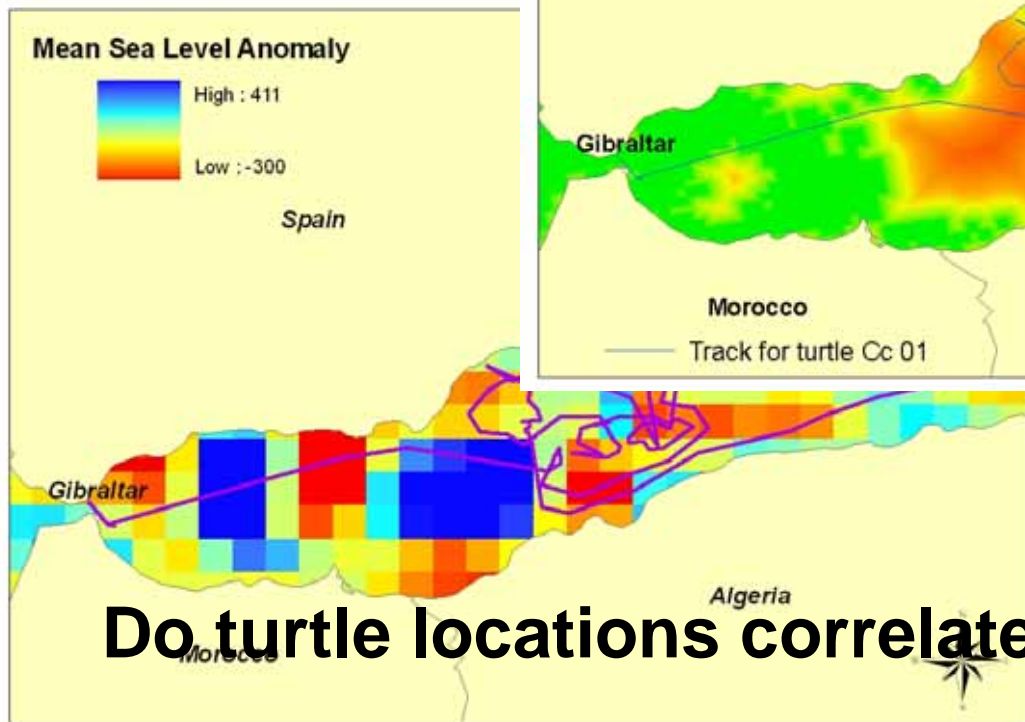 Mean Sea Level Anomaly
High : 411
Low : -300
Spain
Gibraltar
Morocco
Track for turtle Cc 01
Gibraltar
Algeria
Do turtle locations correlate
Morocco